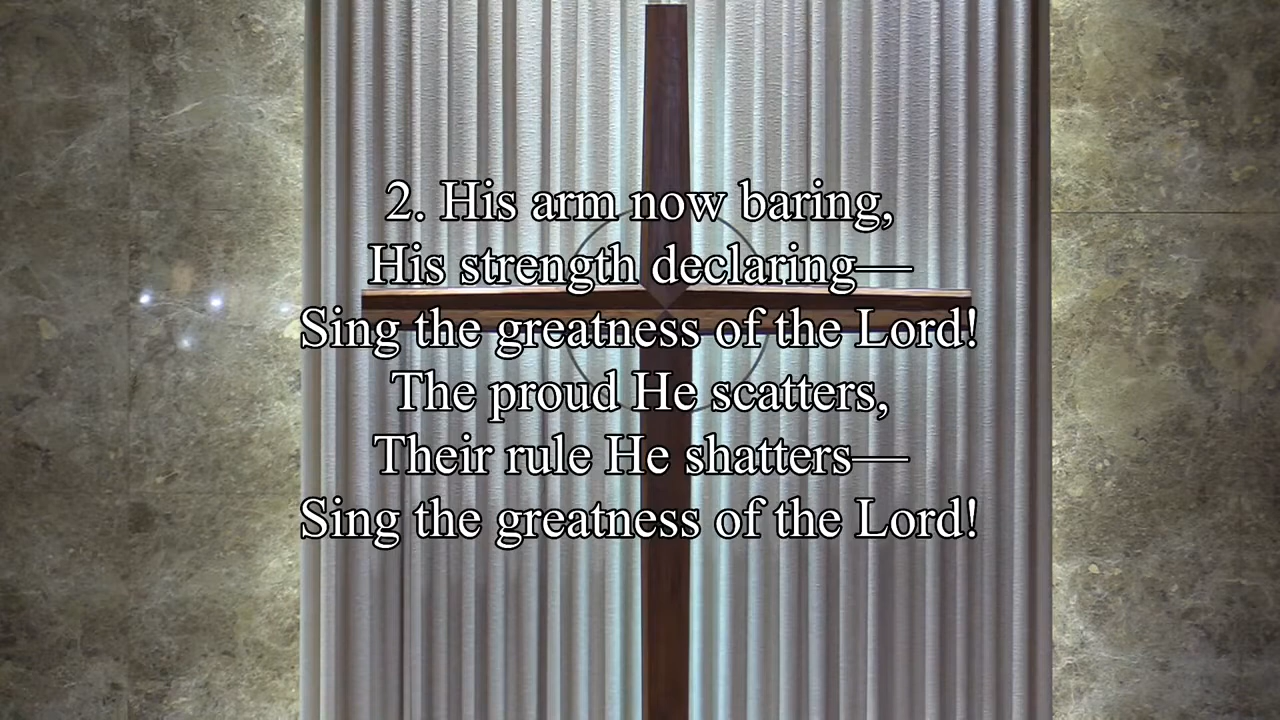 2. His arm now baring,
His strength declaring—
Sing the greatness of the Lord!
The proud He scatters,
Their rule He shatters—
Sing the greatness of the Lord!